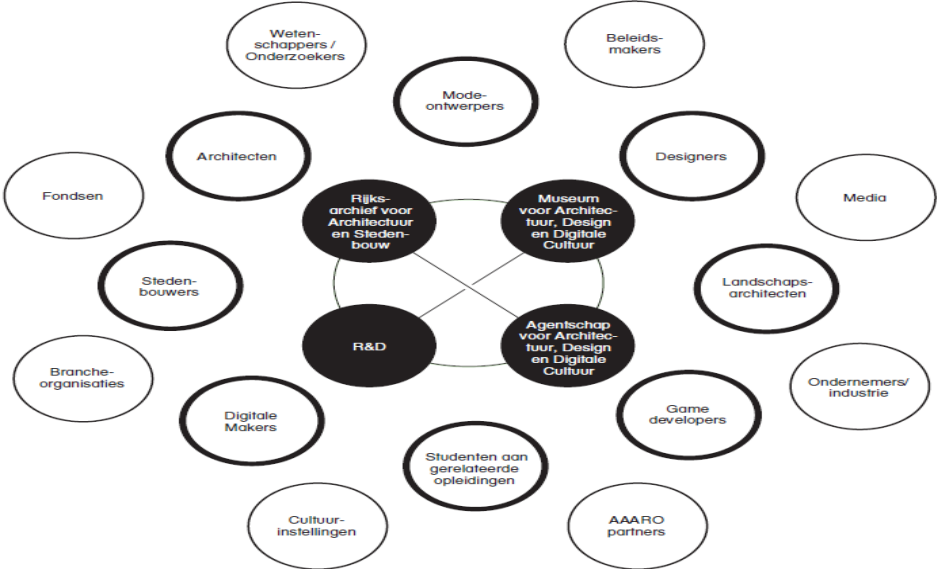 Weten-
schappers /
Onderzoekers
Beleids-
makers
Mode-
ontwerpers
Architecten
Designers
Fondsen
Rijks-
archief voor
Architectuur
en Steden-
bouw
Museum
voor Architec-
tuur, Design
en Digitale
Cultuur
Media
Steden-
bouwers
Landschaps-
architecten
R&D
Agentschap
voor Architec-
tuur, Design
en Digitale
Cultuur
Branche-
organisaties
Ondernemers/
industrie
Digitale
Makers
Game
developers
Studenten aan
gerelateerde
opleidingen
Cultuur-
instellingen
AAARO
partners